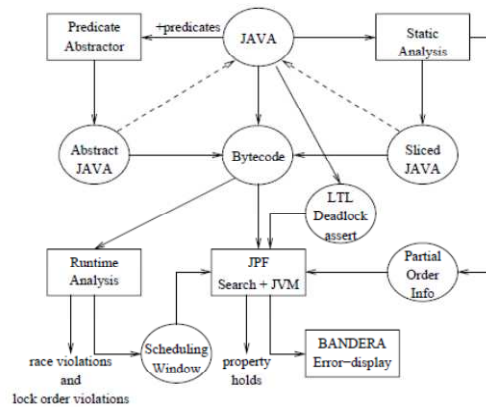 Predicate
Abstractor
+predicates
JAVA
Static
Analysis
Abstract
JAVA
Bytecode
Sliced
JAVA
LTL
Deadlock
assert
Runtime
Analysis
JPF
Search + JVM
Partial
Order
Info
Scheduling
Window
race violations
and
lock order violations
property
holds
BANDERA
Error−display